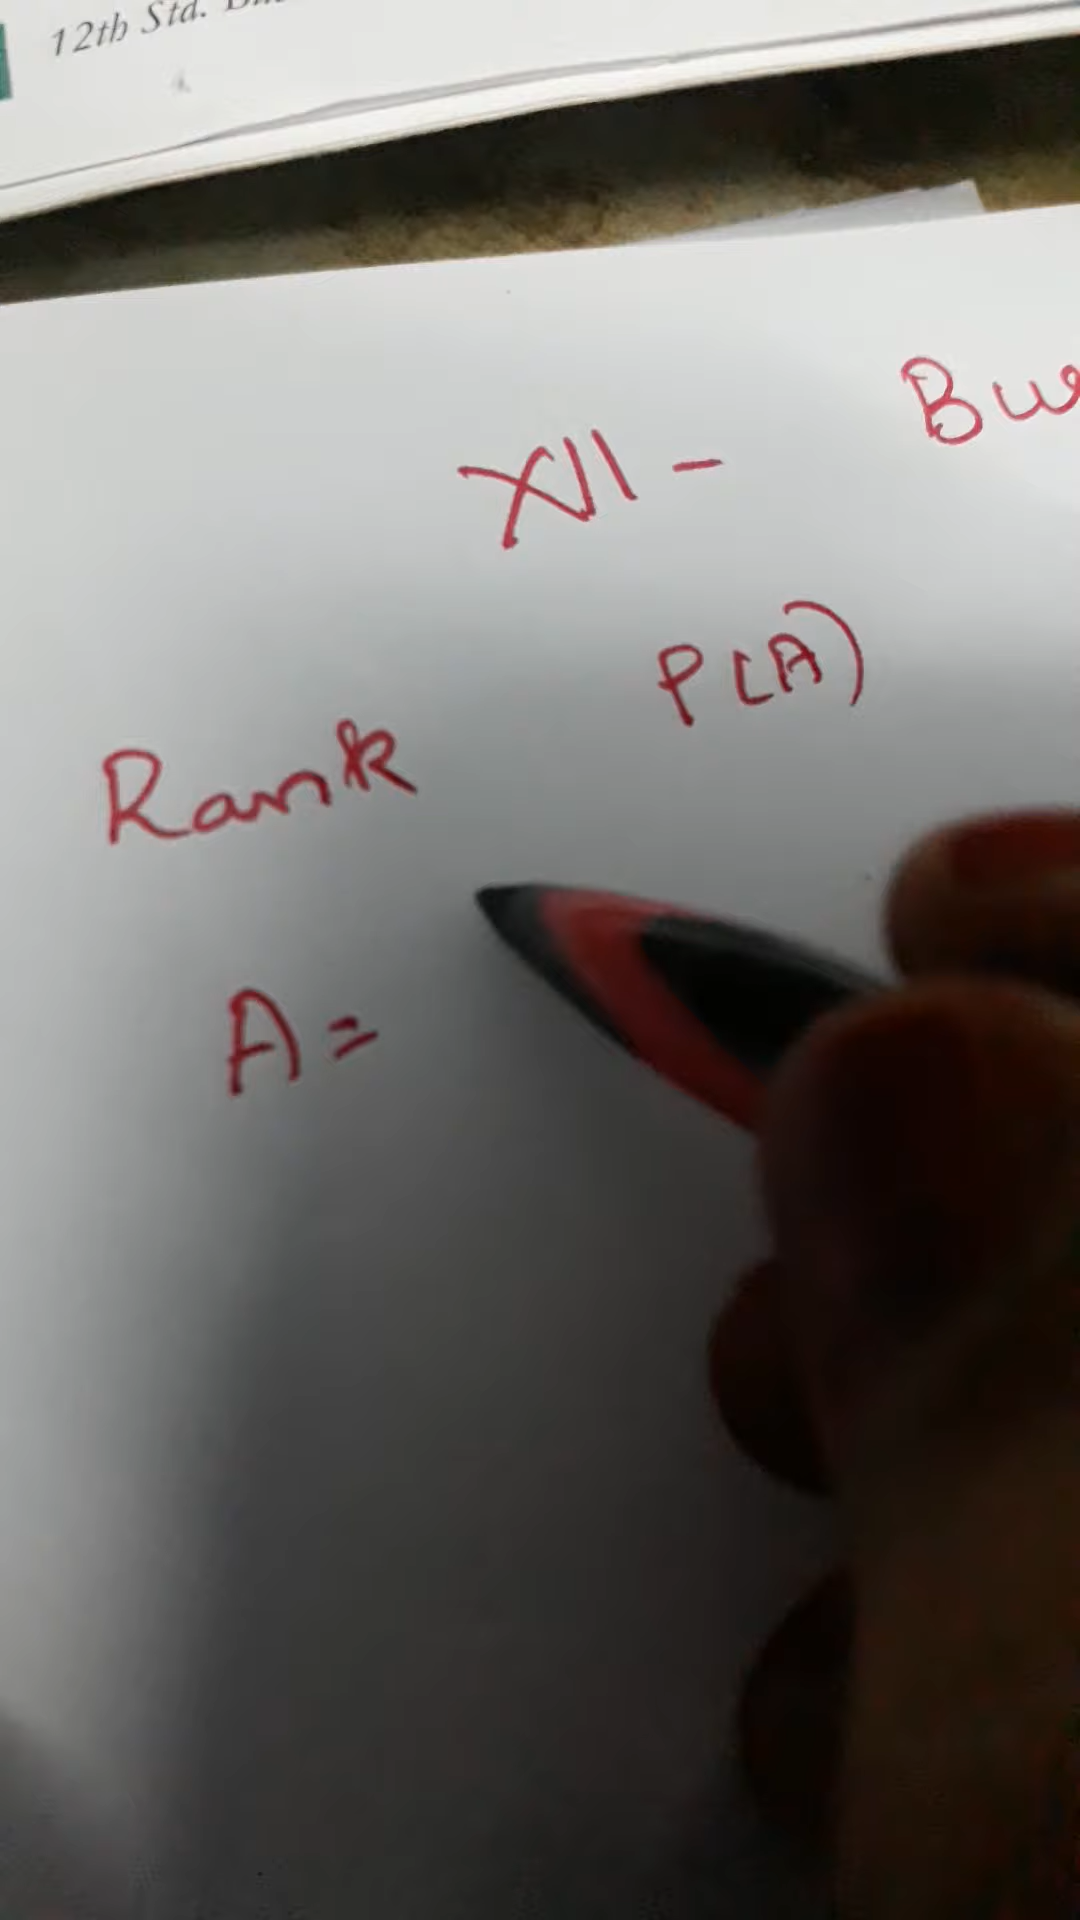 12th Std.
XII -
P(A)
Rank
A =